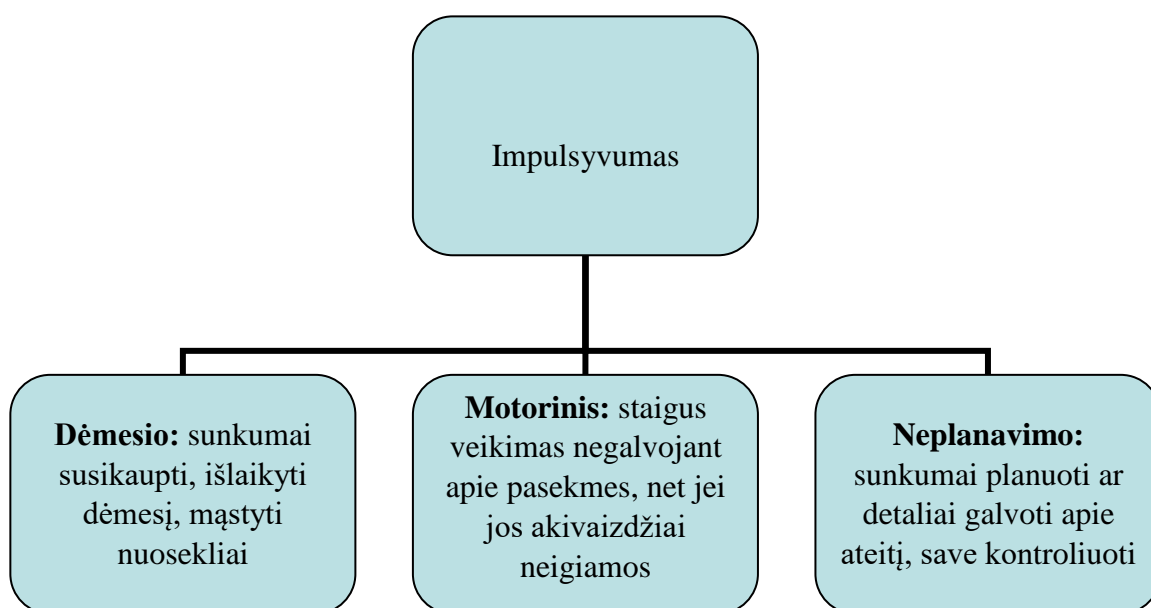 Impulsyvumas
Dėmesio: sunkumai
susikaupti, išlaikyti
dėmesį, mąstyti
nuosekliai
Motorinis: staigus
veikimas negalvojant
apie pasekmes, net jei
jos akivaizdžiai
neigiamos
Neplanavimo:
sunkumai planuoti ar
detaliai galvoti apie
ateitį, save kontroliuoti